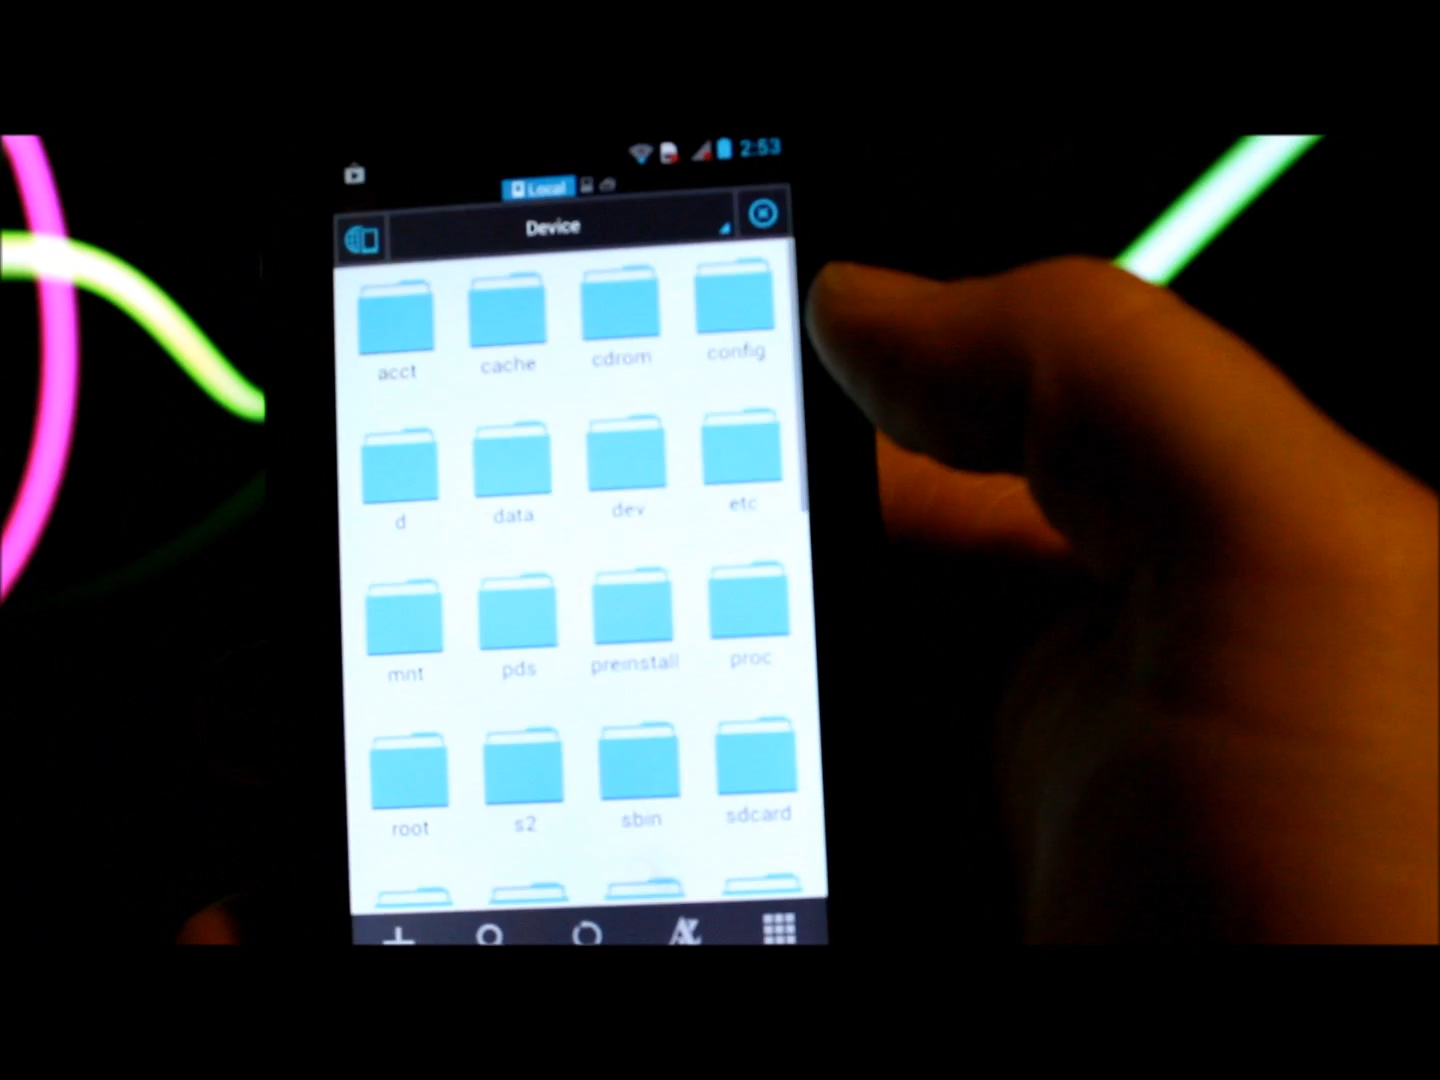 2:53
Local
Device
acct cache cdrom config
d data dev etc
mnt pds preinstall proc
root s2 sbin sdcard